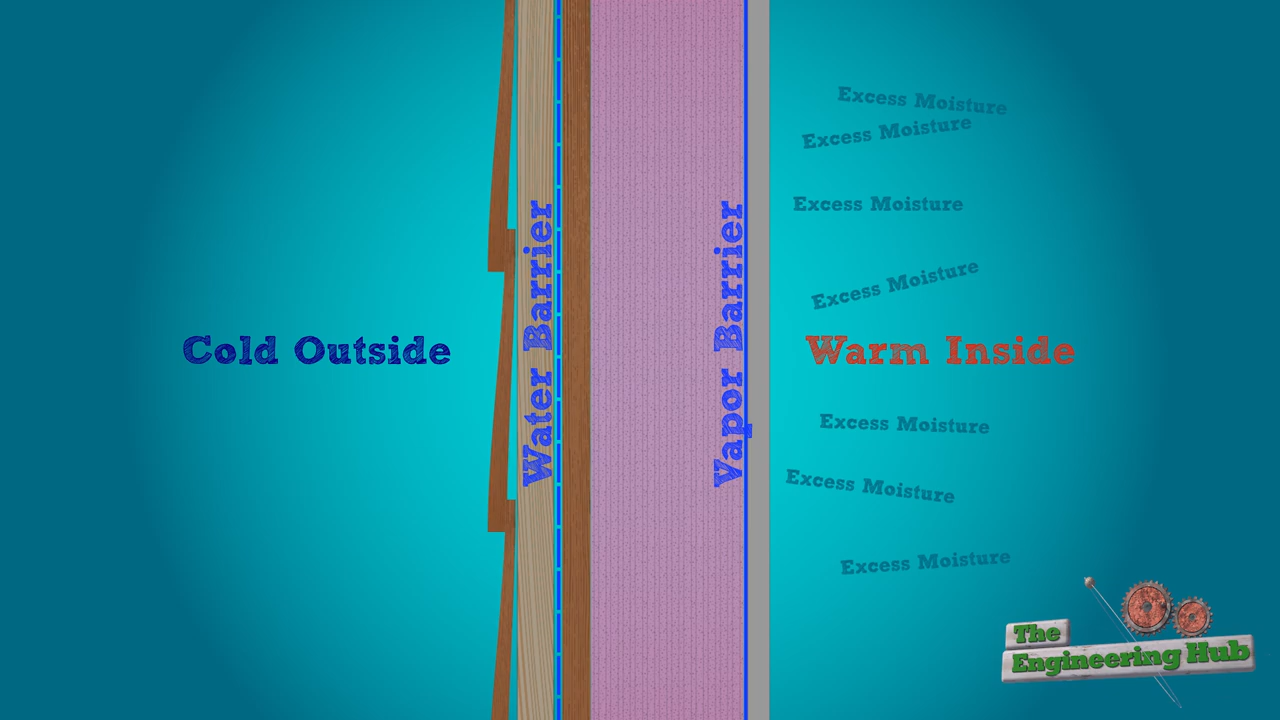 Excess Moisture
Excess Moisture
Excess Moisture
Excess Moisture
Cold Outside
Water Barrier
Vapor Barrier
Warm Inside
Excess Moisture
Excess Moisture
Excess Moisture
The
Engineering Hub